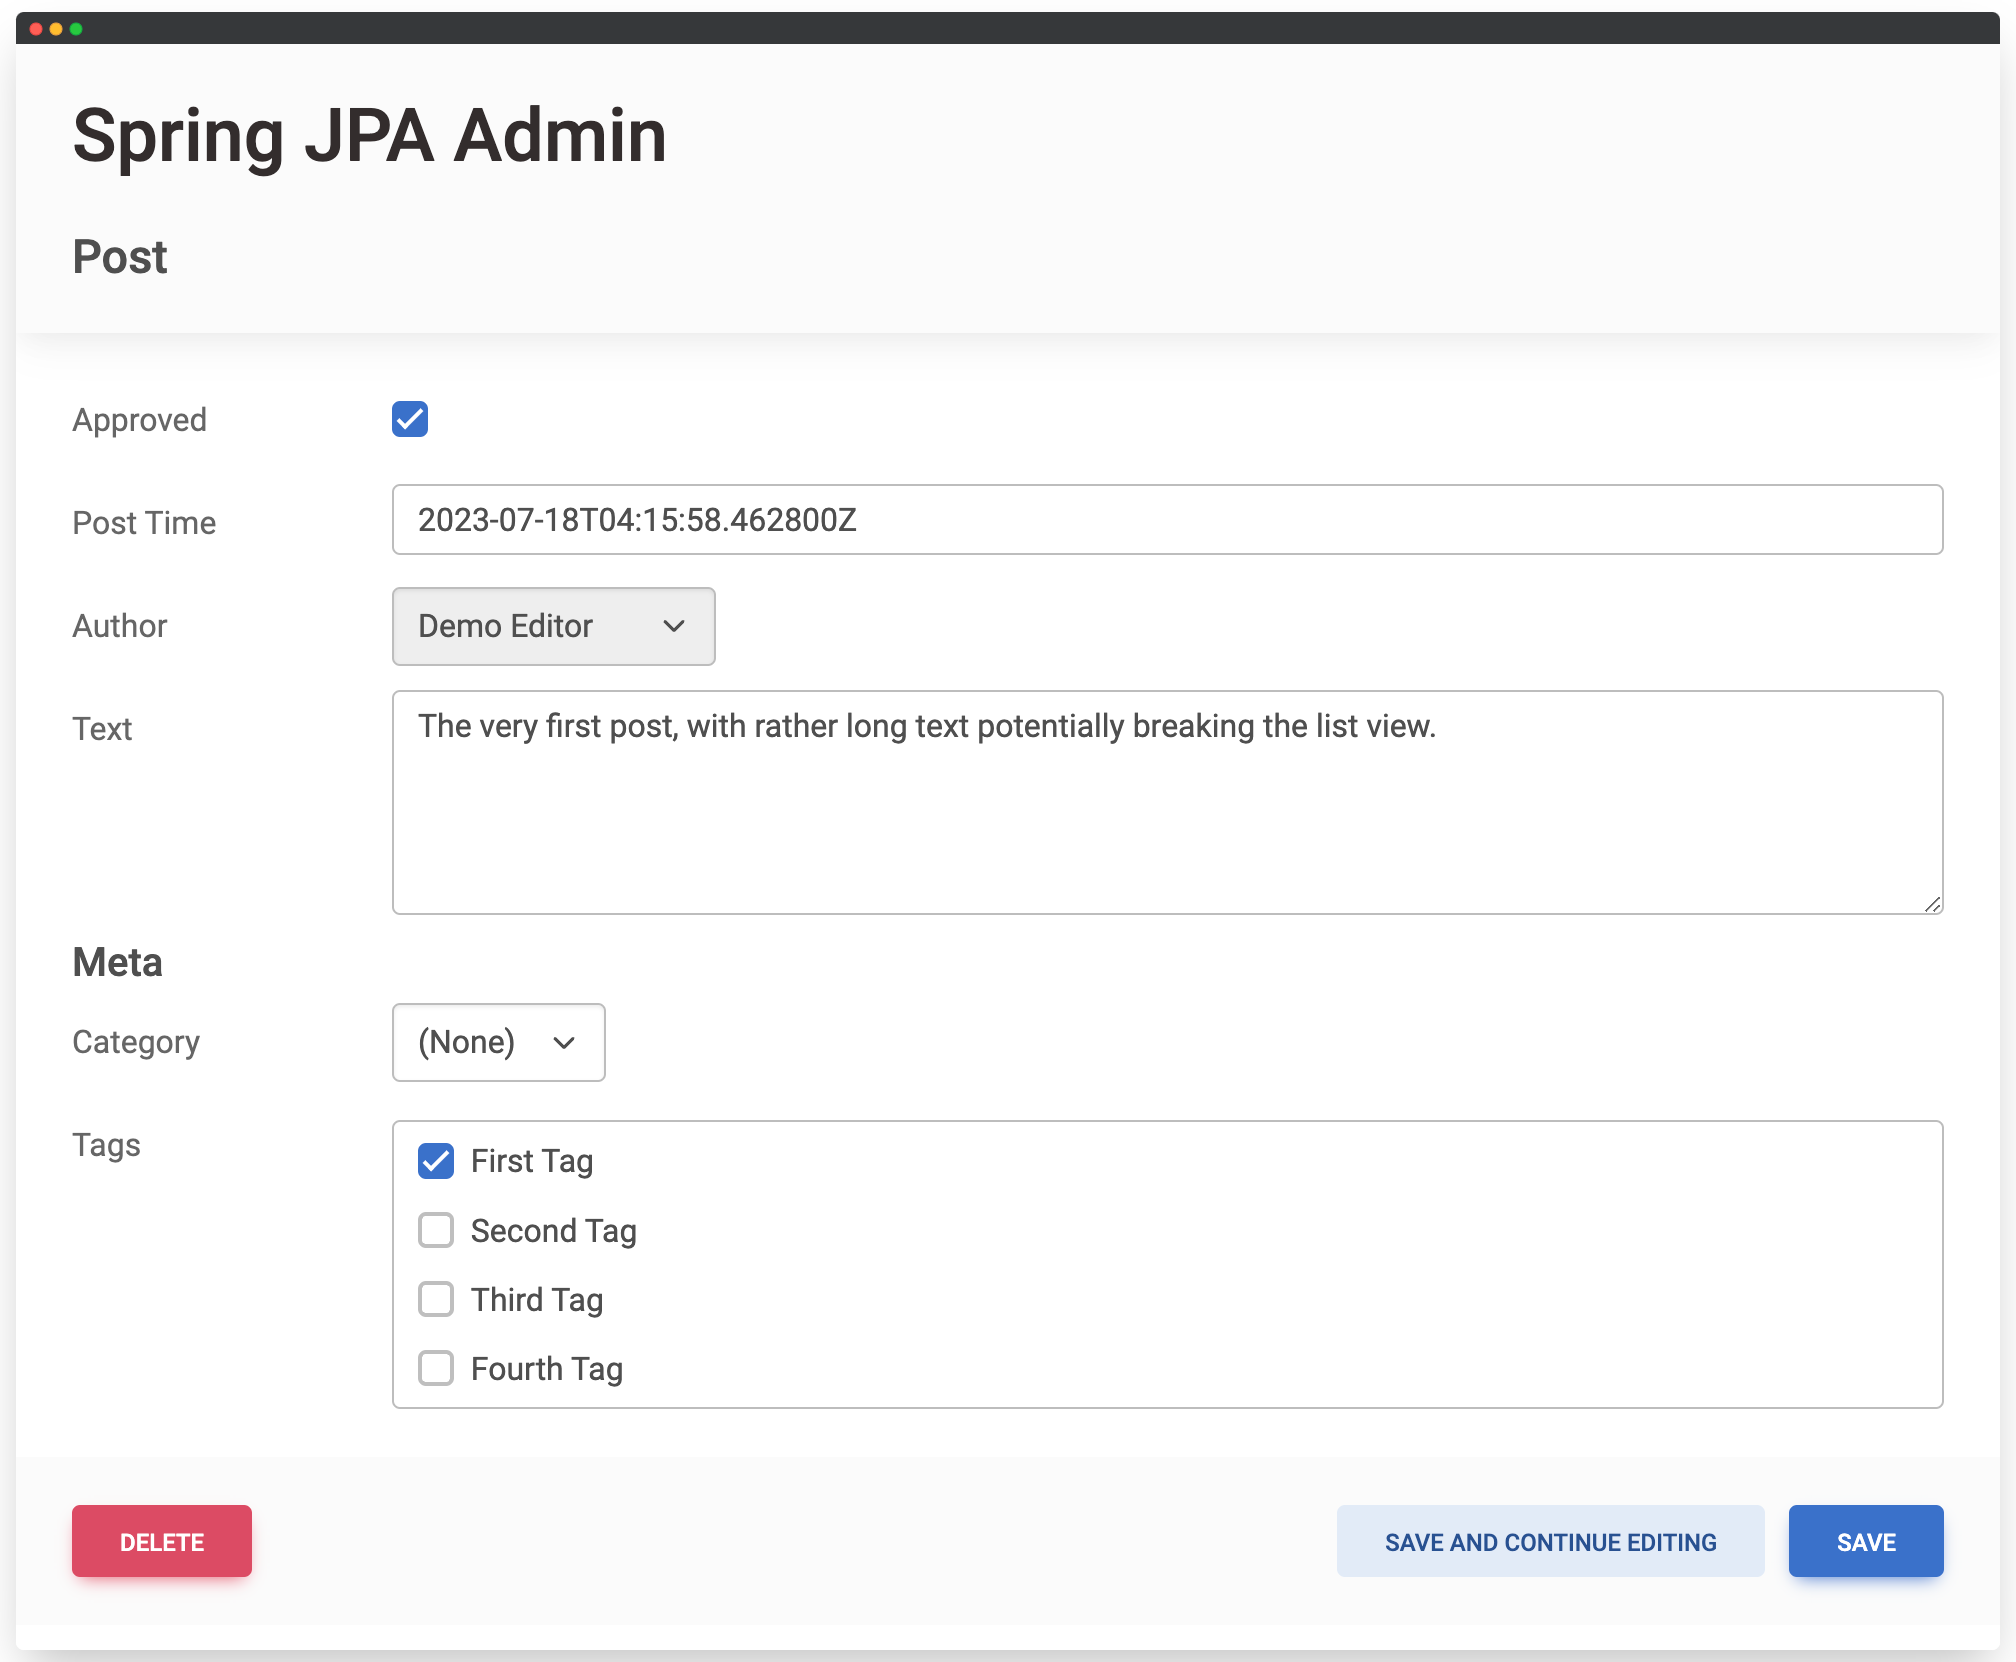 Spring JPA Admin
Post
Approved
Post Time
2023-07-18T04:15:58.462800Z
Author
Demo Editor
Text
The very first post, with rather long text potentially breaking the list view.
Meta
Category
(None)
Tags
First Tag
Second Tag
Third Tag
Fourth Tag
DELETE
SAVE AND CONTINUE EDITING
SAVE